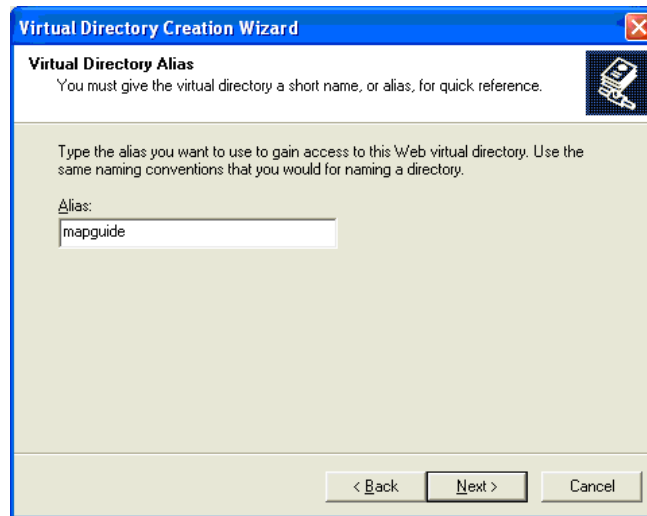 Virtual Directory Creation Wizard
Virtual Directory Alias
You must give the virtual directory a short name, or alias, for quick reference.
Type the alias you want to use to gain access to this Web virtual directory. Use the
same naming conventions that you would for naming a directory.
Alias:
mapguide
< Back Next > Cancel